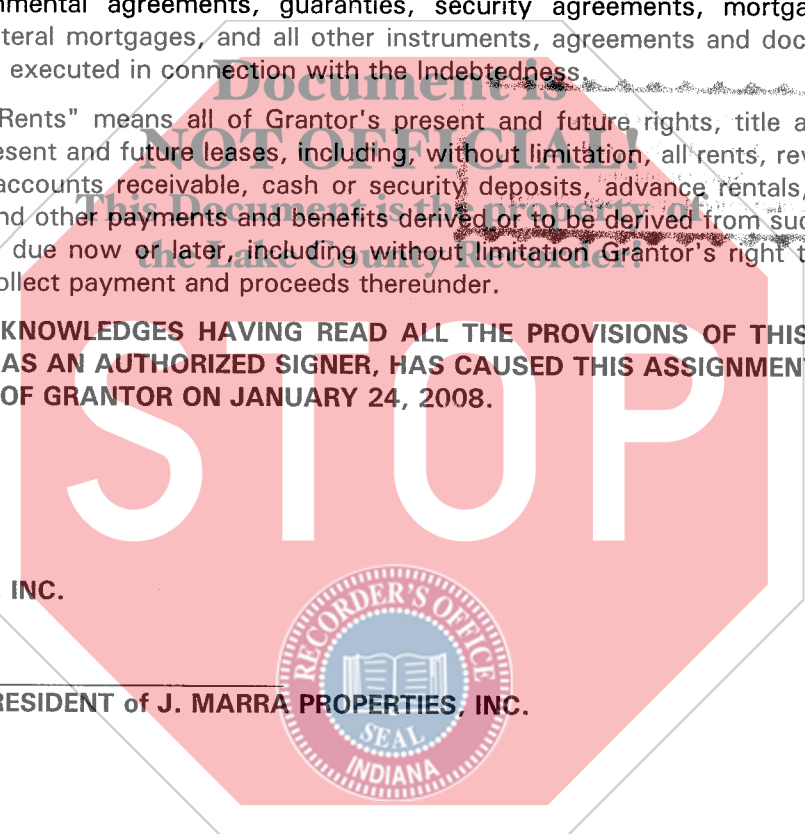 nmental agreements, guaranties, security agreements, mortga
teral mortgages, and all other instruments, agreements and doc
executed in connection with the Indebtedness.
Document is
Rents" means all of Grantor's present and future rights, title a
NOT OFFICIAL!
esent and future leases, including, without limitation, all rents, rev
accounts receivable, cash or security deposits, advance rentals,
This Document is the property of
nd other payments and benefits derived or to be derived from suc
the Lake County Recorder!
due now or later, including without limitation Grantor's right t
ollect payment and proceeds thereunder.
KNOWLEDGES HAVING READ ALL THE PROVISIONS OF THIS
AS AN AUTHORIZED SIGNER, HAS CAUSED THIS ASSIGNMENT
OF GRANTOR ON JANUARY 24, 2008.
STOP
INC.
RECORDER'S OFFICE
RESIDENT of J. MARRA PROPERTIES, INC.
SEAL
INDIANA